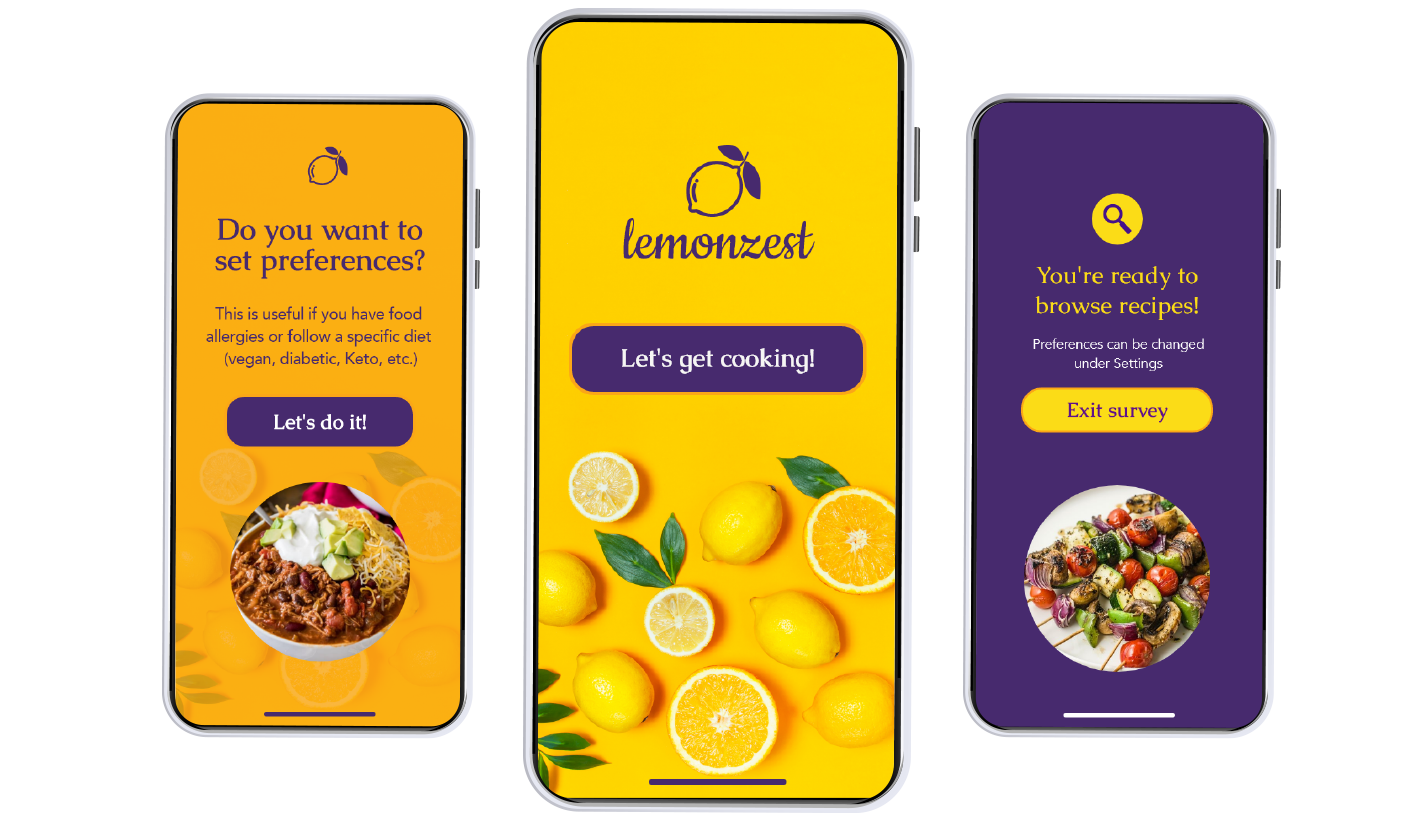 Do you want to
set preferences?
This is useful if you have food
allergies or follow a specific diet
(vegan, diabetic, Keto, etc.)
Let's do it!
lemonzest
Let's get cooking!
You're ready to
browse recipes!
Preferences can be changed
under Settings
Exit survey